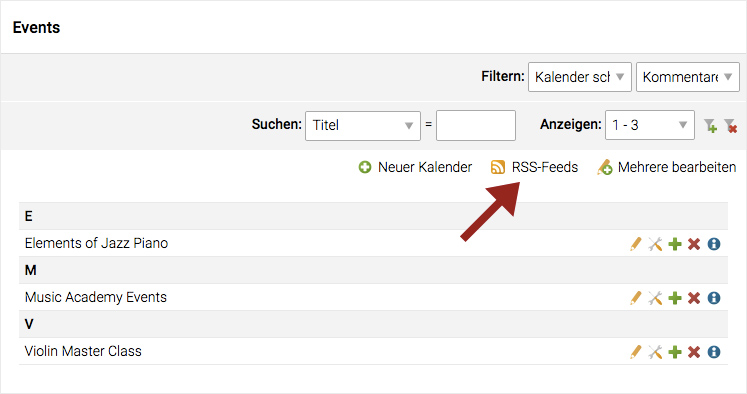 Events
Filtern: Kalender sch Kommentare
Suchen: Titel = Anzeigen: 1 - 3
Neuer Kalender RSS-Feeds Mehrere bearbeiten
E
Elements of Jazz Piano
M
Music Academy Events
V
Violin Master Class